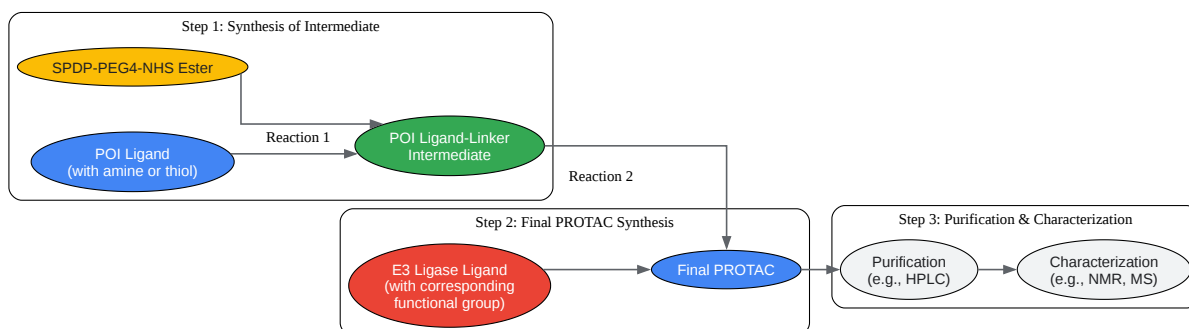 Step 1: Synthesis of Intermediate
SPDP-PEG4-NHS Ester
Reaction 1
POI Ligand
(with amine or thiol)
POI Ligand-Linker
Intermediate
Reaction 2
Step 2: Final PROTAC Synthesis
E3 Ligase Ligand
(with corresponding
functional group)
Final PROTAC
Step 3: Purification & Characterization
Purification
(e.g., HPLC)
Characterization
(e.g., NMR, MS)